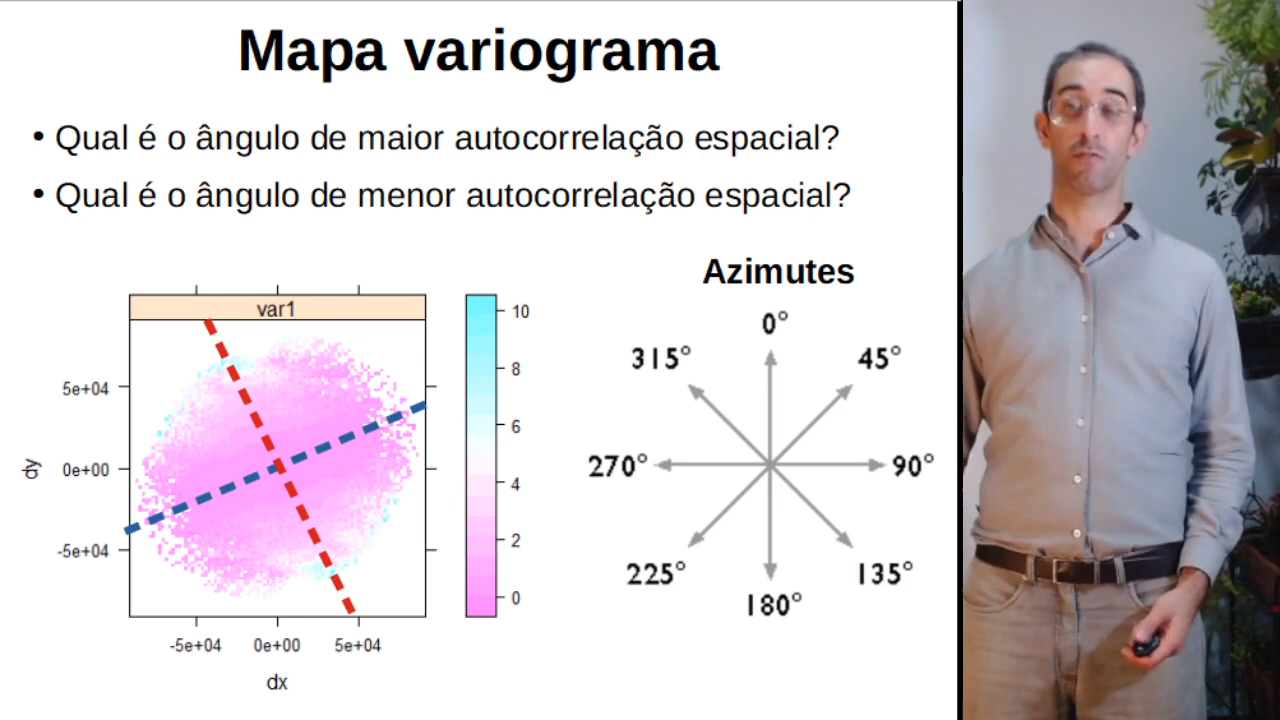 Mapa variograma
• Qual é o ângulo de maior autocorrelação espacial?
• Qual é o ângulo de menor autocorrelação espacial?
Azimutes
var1
5e+04
0e+00
-5e+04
dy
-5e+04 0e+00 5e+04
dx
10
8
6
4
2
0
0°
315° 45°
270° 90°
225° 135°
180°